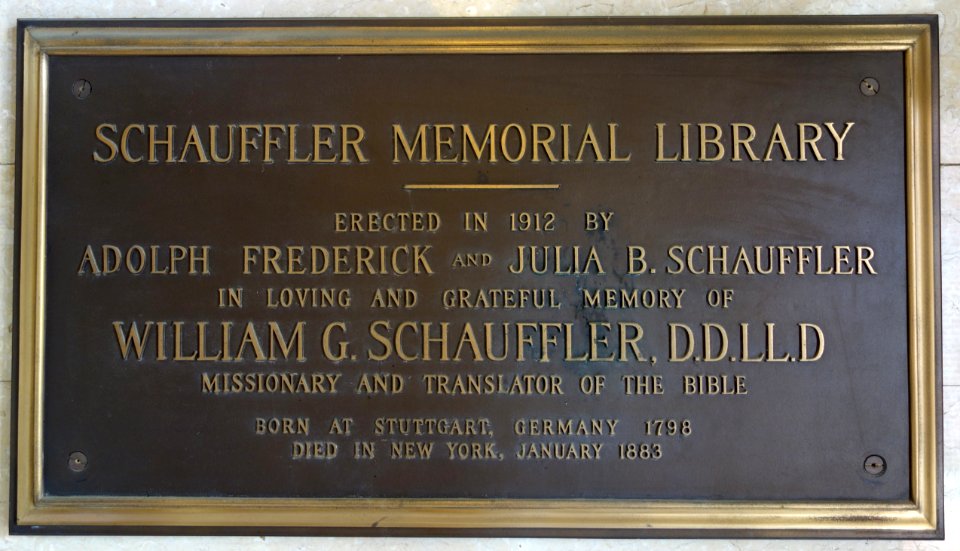 SCHAUFFLER MEMORIAL LIBRARY
ERECTED IN 1912 BY
ADOLPH FREDERICK AND JULIA B. SCHAUFFLER
IN LOVING AND GRATEFUL MEMORY OF
WILLIAM G. SCHAUFFLER, D.D.LL.D
MISSIONARY AND TRANSLATOR OF THE BIBLE
BORN AT STUTTGART, GERMANY 1798
DIED IN NEW YORK, JANUARY 1883